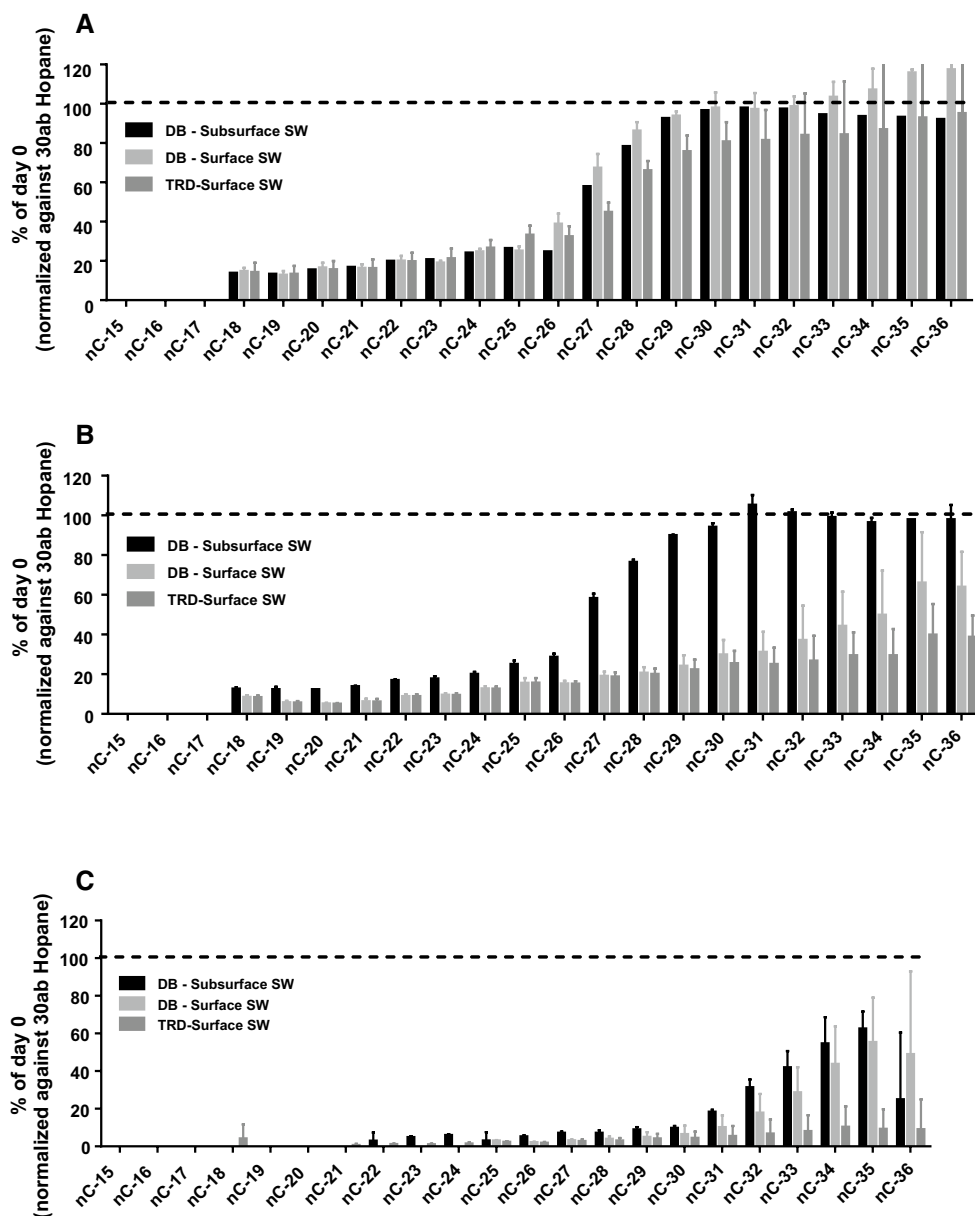 A
% of day 0
(normalized against 30ab Hopane)
120
100
80
60
40
20
0
DB - Subsurface SW
DB - Surface SW
TRD-Surface SW
nC-15
nC-16
nC-17
nC-18
nC-19
nC-20
nC-21
nC-22
nC-23
nC-24
nC-25
nC-26
nC-27
nC-28
nC-29
nC-30
nC-31
nC-32
nC-33
nC-34
nC-35
nC-36
B
% of day 0
(normalized against 30ab Hopane)
120
100
80
60
40
20
0
DB - Subsurface SW
DB - Surface SW
TRD-Surface SW
nC-15
nC-16
nC-17
nC-18
nC-19
nC-20
nC-21
nC-22
nC-23
nC-24
nC-25
nC-26
nC-27
nC-28
nC-29
nC-30
nC-31
nC-32
nC-33
nC-34
nC-35
nC-36
C
% of day 0
(normalized against 30ab Hopane)
120
100
80
60
40
20
0
DB - Subsurface SW
DB - Surface SW
TRD-Surface SW
nC-15
nC-16
nC-17
nC-18
nC-19
nC-20
nC-21
nC-22
nC-23
nC-24
nC-25
nC-26
nC-27
nC-28
nC-29
nC-30
nC-31
nC-32
nC-33
nC-34
nC-35
nC-36